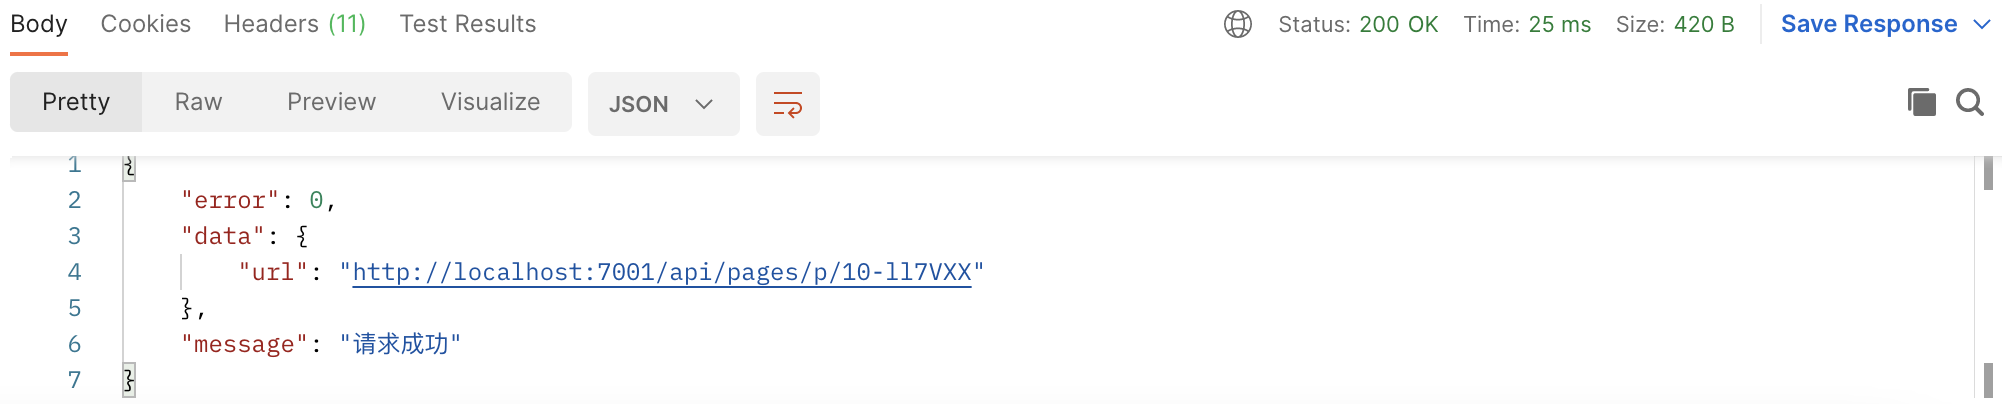 Body Cookies Headers (11) Test Results Status: 200 OK Time: 25 ms Size: 420 B Save Response
Pretty Raw Preview Visualize JSON
1 {
2 "error": 0,
3 "data": {
4 "url": "http://localhost:7001/api/pages/p/10-ll7VXX"
5 },
6 "message": "请求成功"
7 }